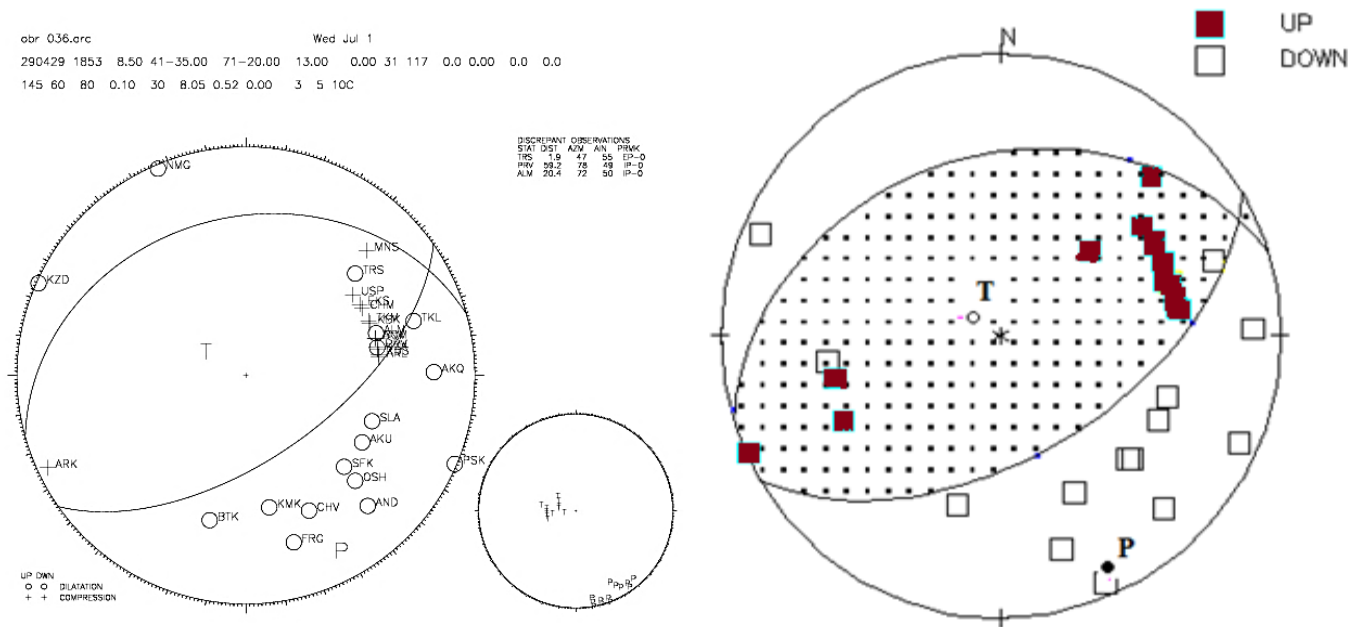 obr 036.arc Wed Jul 1
290429 1853 8.50 41-35.00 71-20.00 13.00 0.00 31 117 0.0 0.00 0.0 0.0
145 60 80 0.10 30 8.05 0.52 0.00 3 5 10C
DISCREPANT OBSERVATIONS
STAT DIST AZM AIN PRMK
TRS 1.9 47 55 EP-0
PRV 59.2 78 49 IP-0
ALM 20.4 72 50 IP-0
NMG
MNS
KZD
TRS
USP
FKS
CHM
TKL
ALM
T
AKQ
SLA
AKU
ARK
SFK
PSK
OSH
KMK
CHV
AND
BTK
FRG
P
UP DWN
DILATATION
COMPRESSION
T
T
T
T
P
P
P
P
P
P
P
P
UP
DOWN
N
T
P